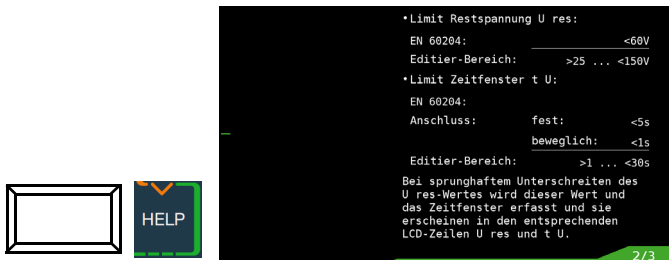 •Limit Restspannung U res:
EN 60204: <60V
Editier-Bereich: >25 ... <150V
•Limit Zeitfenster t U:
EN 60204:
Anschluss: fest: <5s
beweglich: <1s
Editier-Bereich: >1 ... <30s
Bei sprunghaftem Unterschreiten des
U res-Wertes wird dieser Wert und
das Zeitfenster erfasst und sie
erscheinen in den entsprechenden
LCD-Zeilen U res und t U.
HELP
2/3